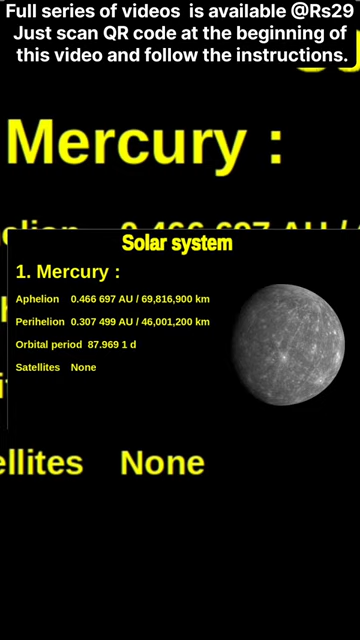 Full series of videos is available @Rs29
Just scan QR code at the beginning of
this video and follow the instructions.
Mercury :
Solar system
1. Mercury :
Aphelion 0.466 697 AU / 69,816,900 km
Perihelion 0.307 499 AU / 46,001,200 km
Orbital period 87.969 1 d
Satellites None
ellites None